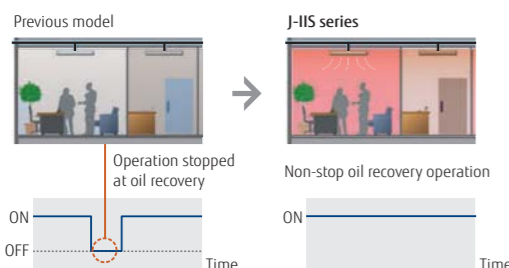 Previous model
J-IIS series
Operation stopped
at oil recovery
Non-stop oil recovery operation
ON
OFF
Time
ON
Time